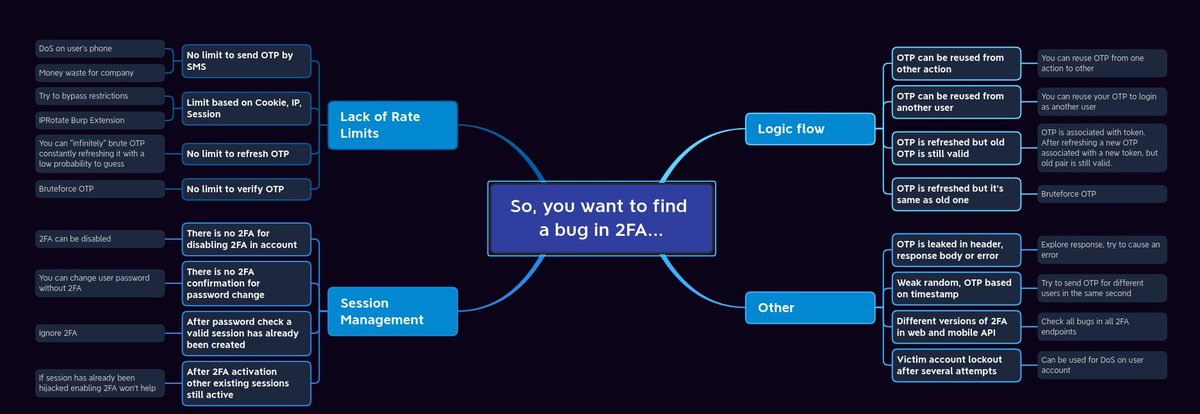 So, you want to find
a bug in 2FA...
Lack of Rate
Limits
No limit to send OTP by
SMS
DoS on user's phone
Money waste for company
Limit based on Cookie, IP,
Session
Try to bypass restrictions
IPRotate Burp Extension
No limit to refresh OTP
You can "infinitely" brute OTP
constantly refreshing it with a
low probability to guess
No limit to verify OTP
Bruteforce OTP
Session
Management
There is no 2FA for
disabling 2FA in account
2FA can be disabled
There is no 2FA
confirmation for
password change
You can change user password
without 2FA
After password check a
valid session has already
been created
Ignore 2FA
After 2FA activation
other existing sessions
still active
If session has already been
hijacked enabling 2FA won't help
Logic flow
OTP can be reused from
other action
You can reuse OTP from one
action to other
OTP can be reused from
another user
You can reuse your OTP to login
as another user
OTP is refreshed but old
OTP is still valid
OTP is associated with token.
After refreshing a new OTP
associated with a new token, but
old pair is still valid.
OTP is refreshed but it's
same as old one
Bruteforce OTP
Other
OTP is leaked in header,
response body or error
Explore response, try to cause an
error
Weak random, OTP based
on timestamp
Try to send OTP for different
users in the same second
Different versions of 2FA
in web and mobile API
Check all bugs in all 2FA
endpoints
Victim account lockout
after several attempts
Can be used for DoS on user
account